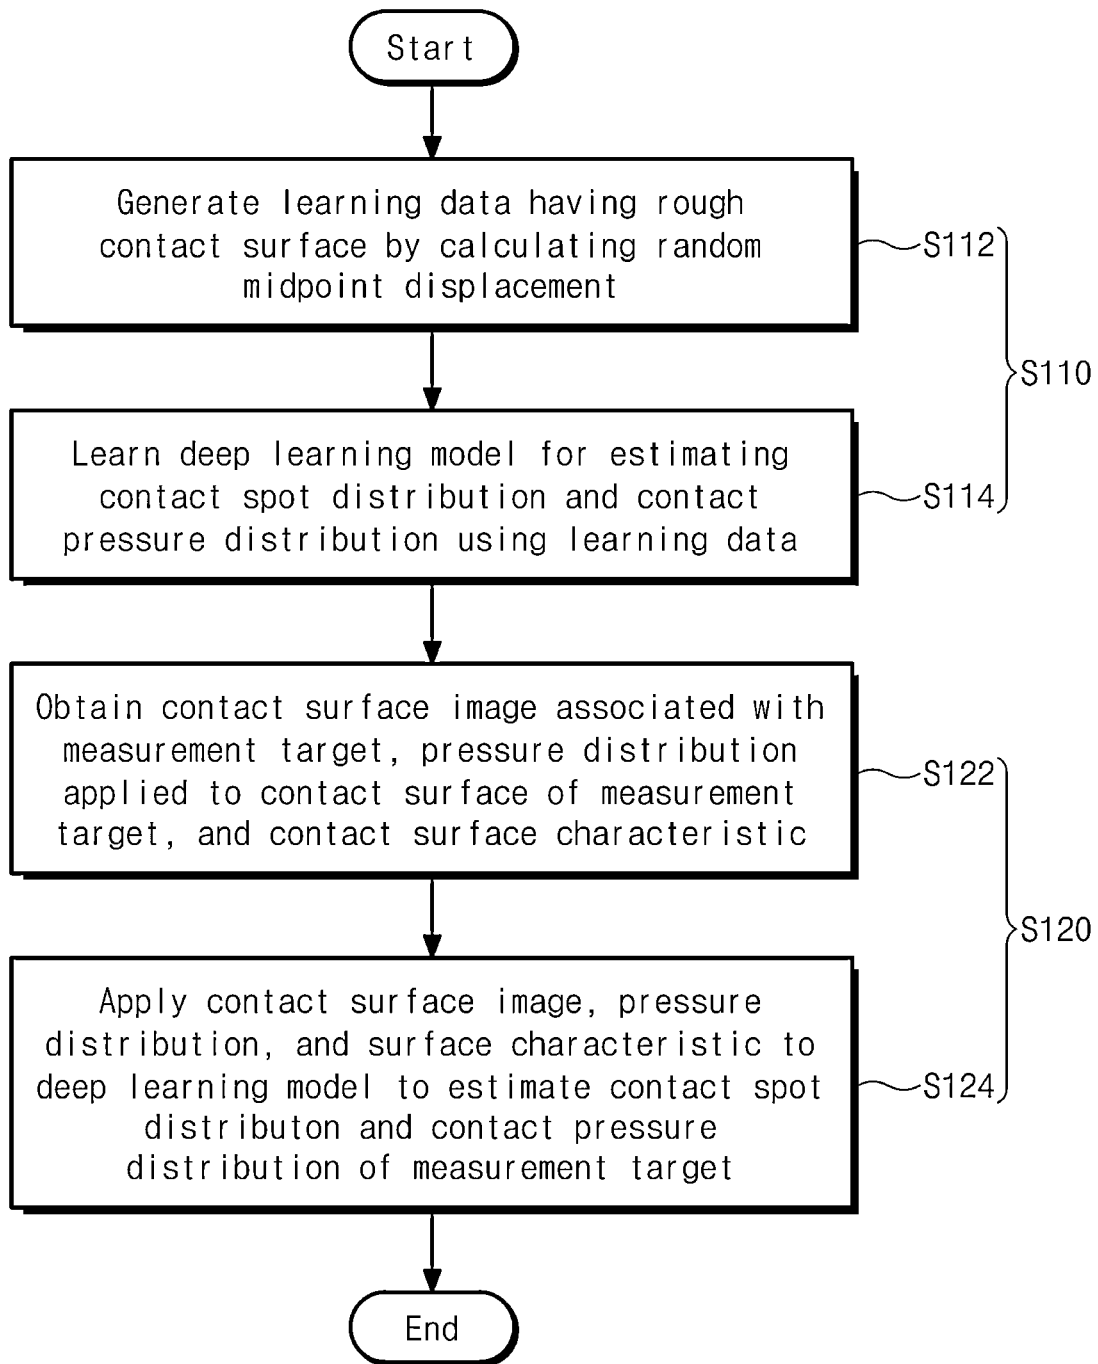 Start
Generate learning data having rough
contact surface by calculating random
midpoint displacement
S112
S110
Learn deep learning model for estimating
contact spot distribution and contact
pressure distribution using learning data
S114
Obtain contact surface image associated with
measurement target, pressure distribution
applied to contact surface of measurement
target, and contact surface characteristic
S122
S120
Apply contact surface image, pressure
distribution, and surface characteristic to
deep learning model to estimate contact spot
distributon and contact pressure
distribution of measurement target
S124
End